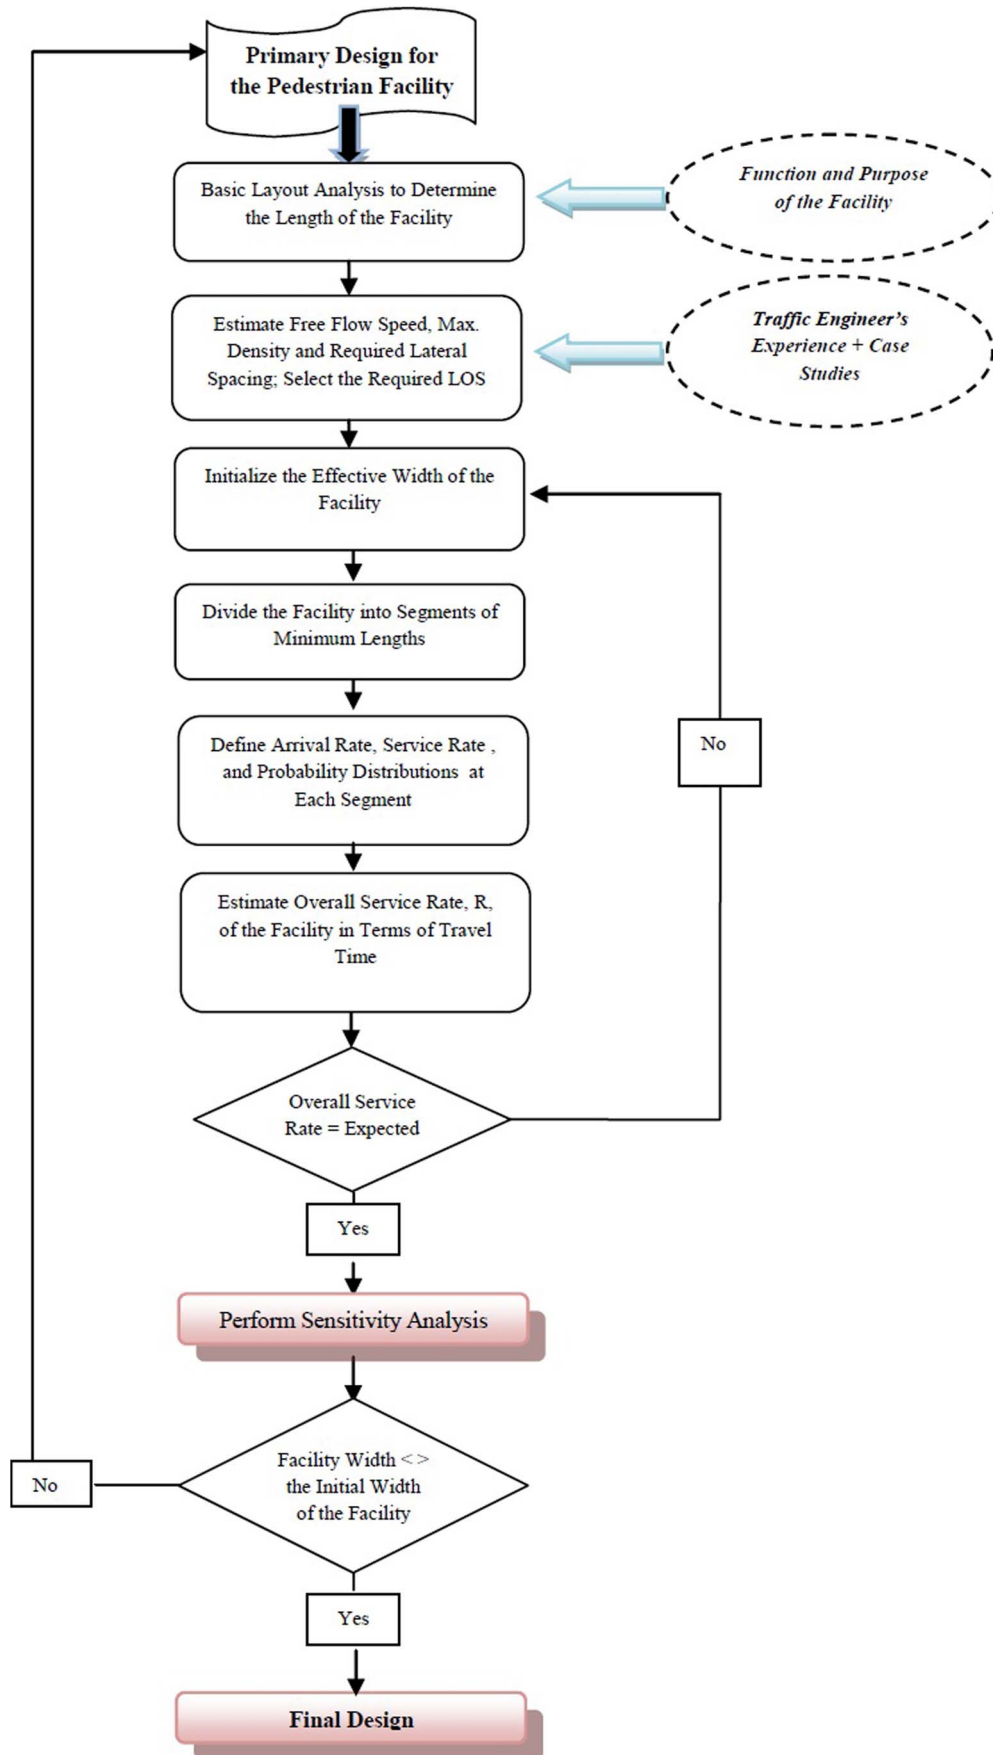 Primary Design for
the Pedestrian Facility
Basic Layout Analysis to Determine
the Length of the Facility
Function and Purpose
of the Facility
Estimate Free Flow Speed, Max.
Density and Required Lateral
Spacing; Select the Required LOS
Traffic Engineer's
Experience + Case
Studies
Initialize the Effective Width of the
Facility
Divide the Facility into Segments of
Minimum Lengths
Define Arrival Rate, Service Rate ,
and Probability Distributions at
Each Segment
No
Estimate Overall Service Rate, R,
of the Facility in Terms of Travel
Time
Overall Service
Rate = Expected
Yes
Perform Sensitivity Analysis
Facility Width < >
the Initial Width
of the Facility
No
Yes
Final Design